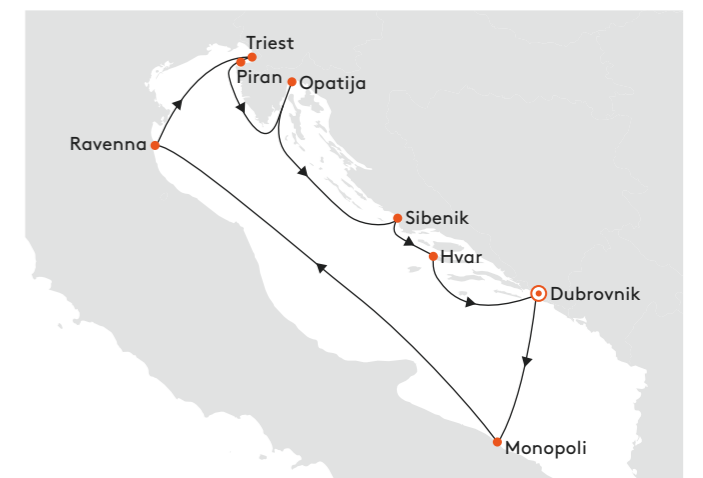 Triest
Piran
Opatija
Ravenna
Sibenik
Hvar
Dubrovnik
Monopoli